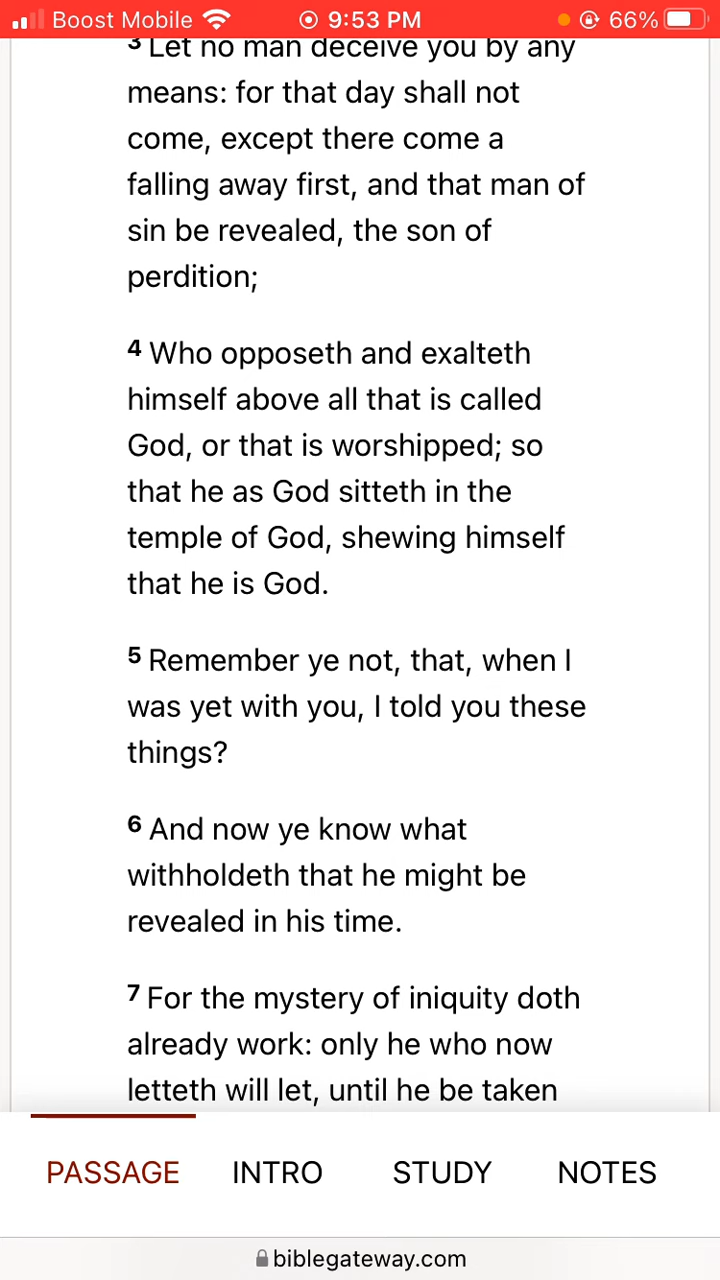 Boost Mobile 9:53 PM 66%
3 Let no man deceive you by any
means: for that day shall not
come, except there come a
falling away first, and that man of
sin be revealed, the son of
perdition;
4 Who opposeth and exalteth
himself above all that is called
God, or that is worshipped; so
that he as God sitteth in the
temple of God, shewing himself
that he is God.
5 Remember ye not, that, when I
was yet with you, I told you these
things?
6 And now ye know what
withholdeth that he might be
revealed in his time.
7 For the mystery of iniquity doth
already work: only he who now
letteth will let, until he be taken
PASSAGE INTRO STUDY NOTES
biblegateway.com